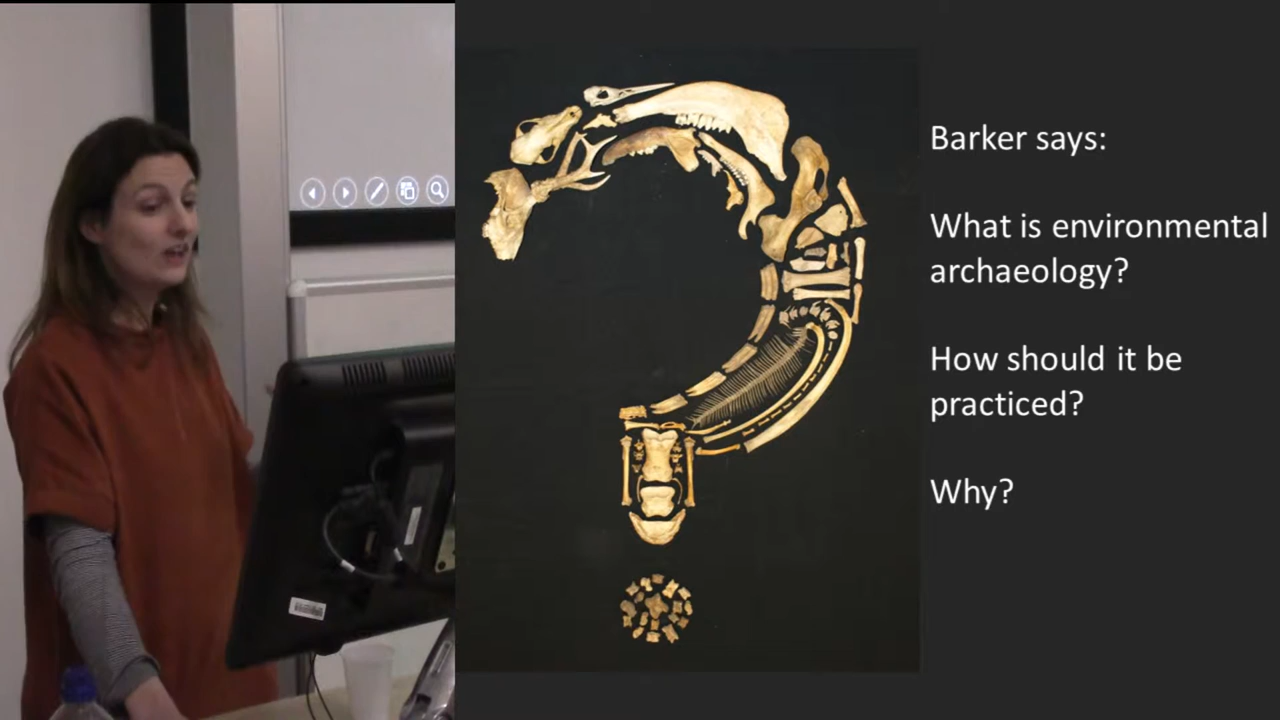 Barker says:
What is environmental
archaeology?
How should it be
practiced?
Why?